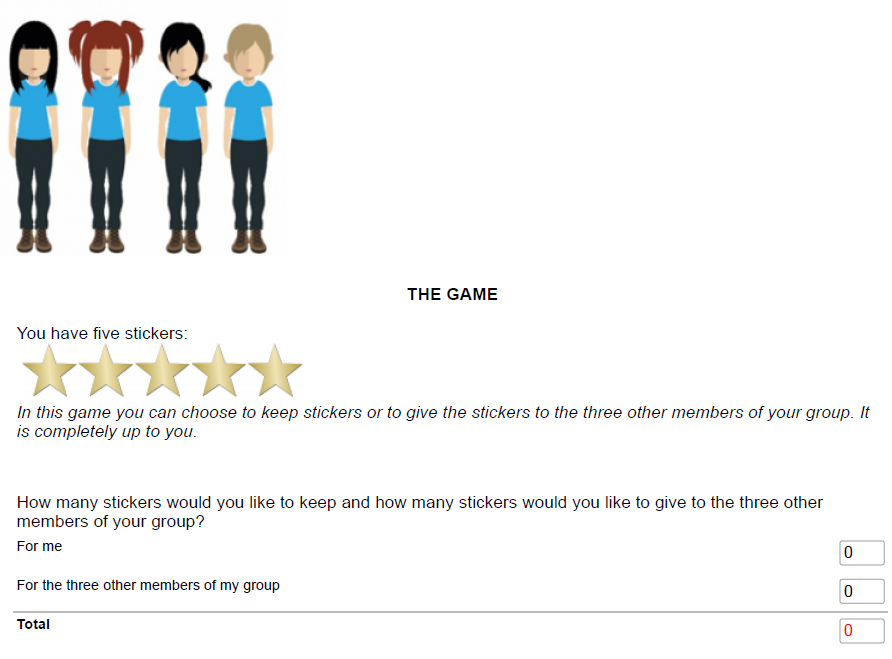 THE GAME
You have five stickers:
In this game you can choose to keep stickers or to give the stickers to the three other members of your group. It
is completely up to you.
How many stickers would you like to keep and how many stickers would you like to give to the three other
members of your group?
For me
0
For the three other members of my group
0
Total
0